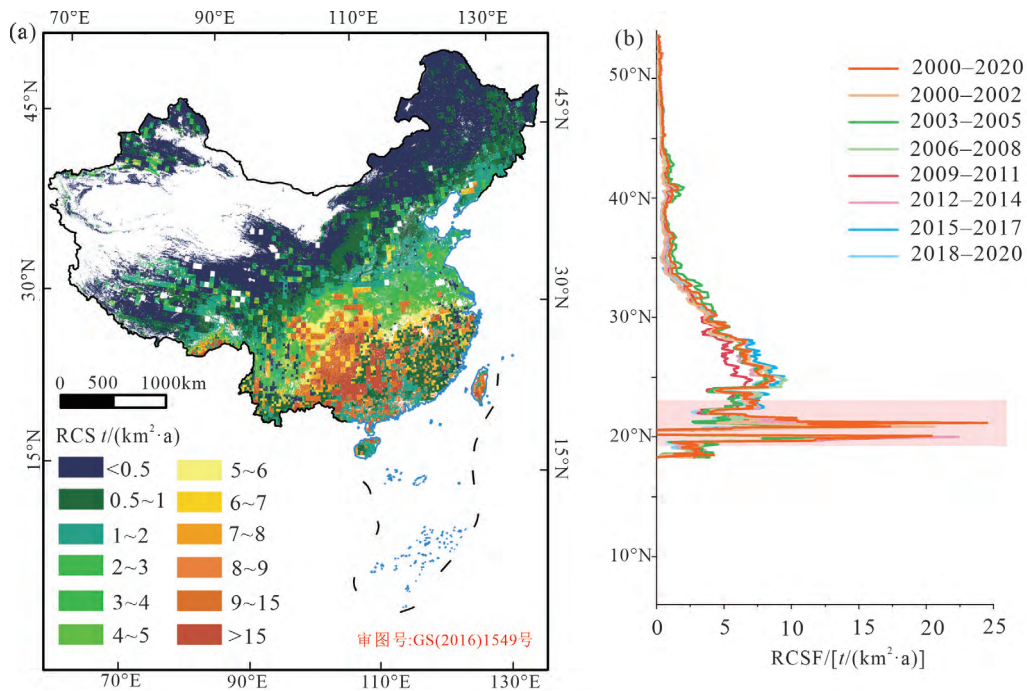 (a)
70°E
90°E
110°E
130°E
45°N
30°N
15°N
45°N
30°N
15°N
0 500 1000km
RCS t/(km²·a)
<0.5
0.5~1
1~2
2~3
3~4
4~5
5~6
6~7
7~8
8~9
9~15
>15
审图号:GS(2016)1549号
70°E
90°E
110°E
130°E
(b)
50°N
40°N
30°N
20°N
10°N
2000–2020
2000–2002
2003–2005
2006–2008
2009–2011
2012–2014
2015–2017
2018–2020
0 5 10 15 20 25
RCSF/[t/(km²·a)]